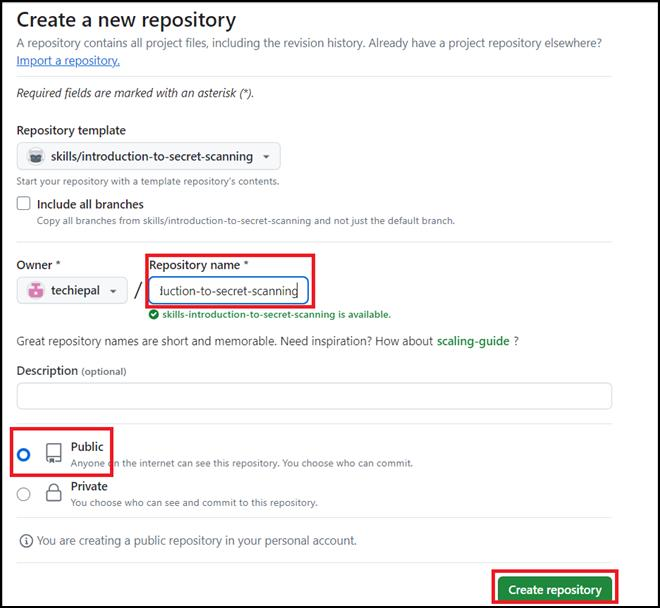 Create a new repository
A repository contains all project files, including the revision history. Already have a project repository elsewhere?
Import a repository.
Required fields are marked with an asterisk (*).
Repository template
skills/introduction-to-secret-scanning
Start your repository with a template repository's contents.
Include all branches
Copy all branches from skills/introduction-to-secret-scanning and not just the default branch.
Owner * Repository name *
techiepal / duction-to-secret-scanning
skills-introduction-to-secret-scanning is available.
Great repository names are short and memorable. Need inspiration? How about scaling-guide ?
Description (optional)
Public
Anyone on the internet can see this repository. You choose who can commit.
Private
You choose who can see and commit to this repository.
You are creating a public repository in your personal account.
Create repository